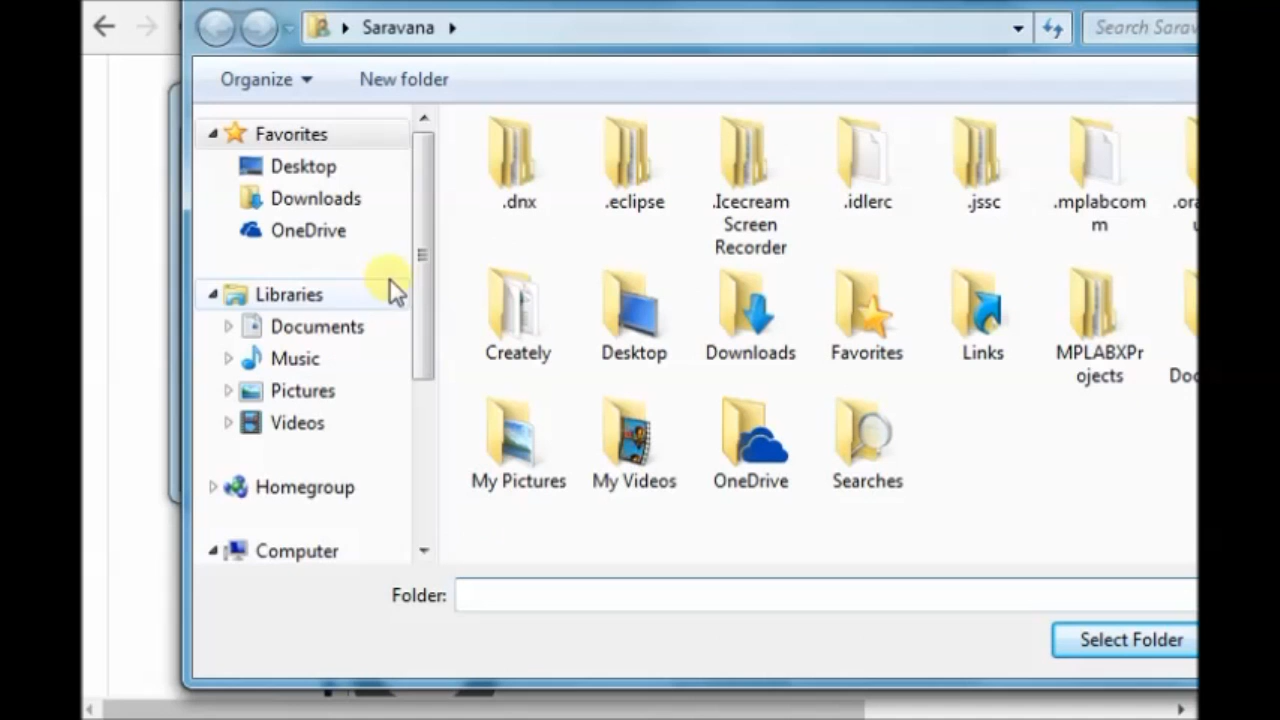 Saravana
Search Sarav
Organize
New folder
Favorites
Desktop
Downloads
OneDrive
Libraries
Documents
Music
Pictures
Videos
Homegroup
Computer
.dnx
.eclipse
.Icecream
Screen
Recorder
.idlerc
.jssc
.mplabcom
m
.ora
Creately
Desktop
Downloads
Favorites
Links
MPLABXPr
ojects
Doc
My Pictures
My Videos
OneDrive
Searches
Folder:
Select Folder